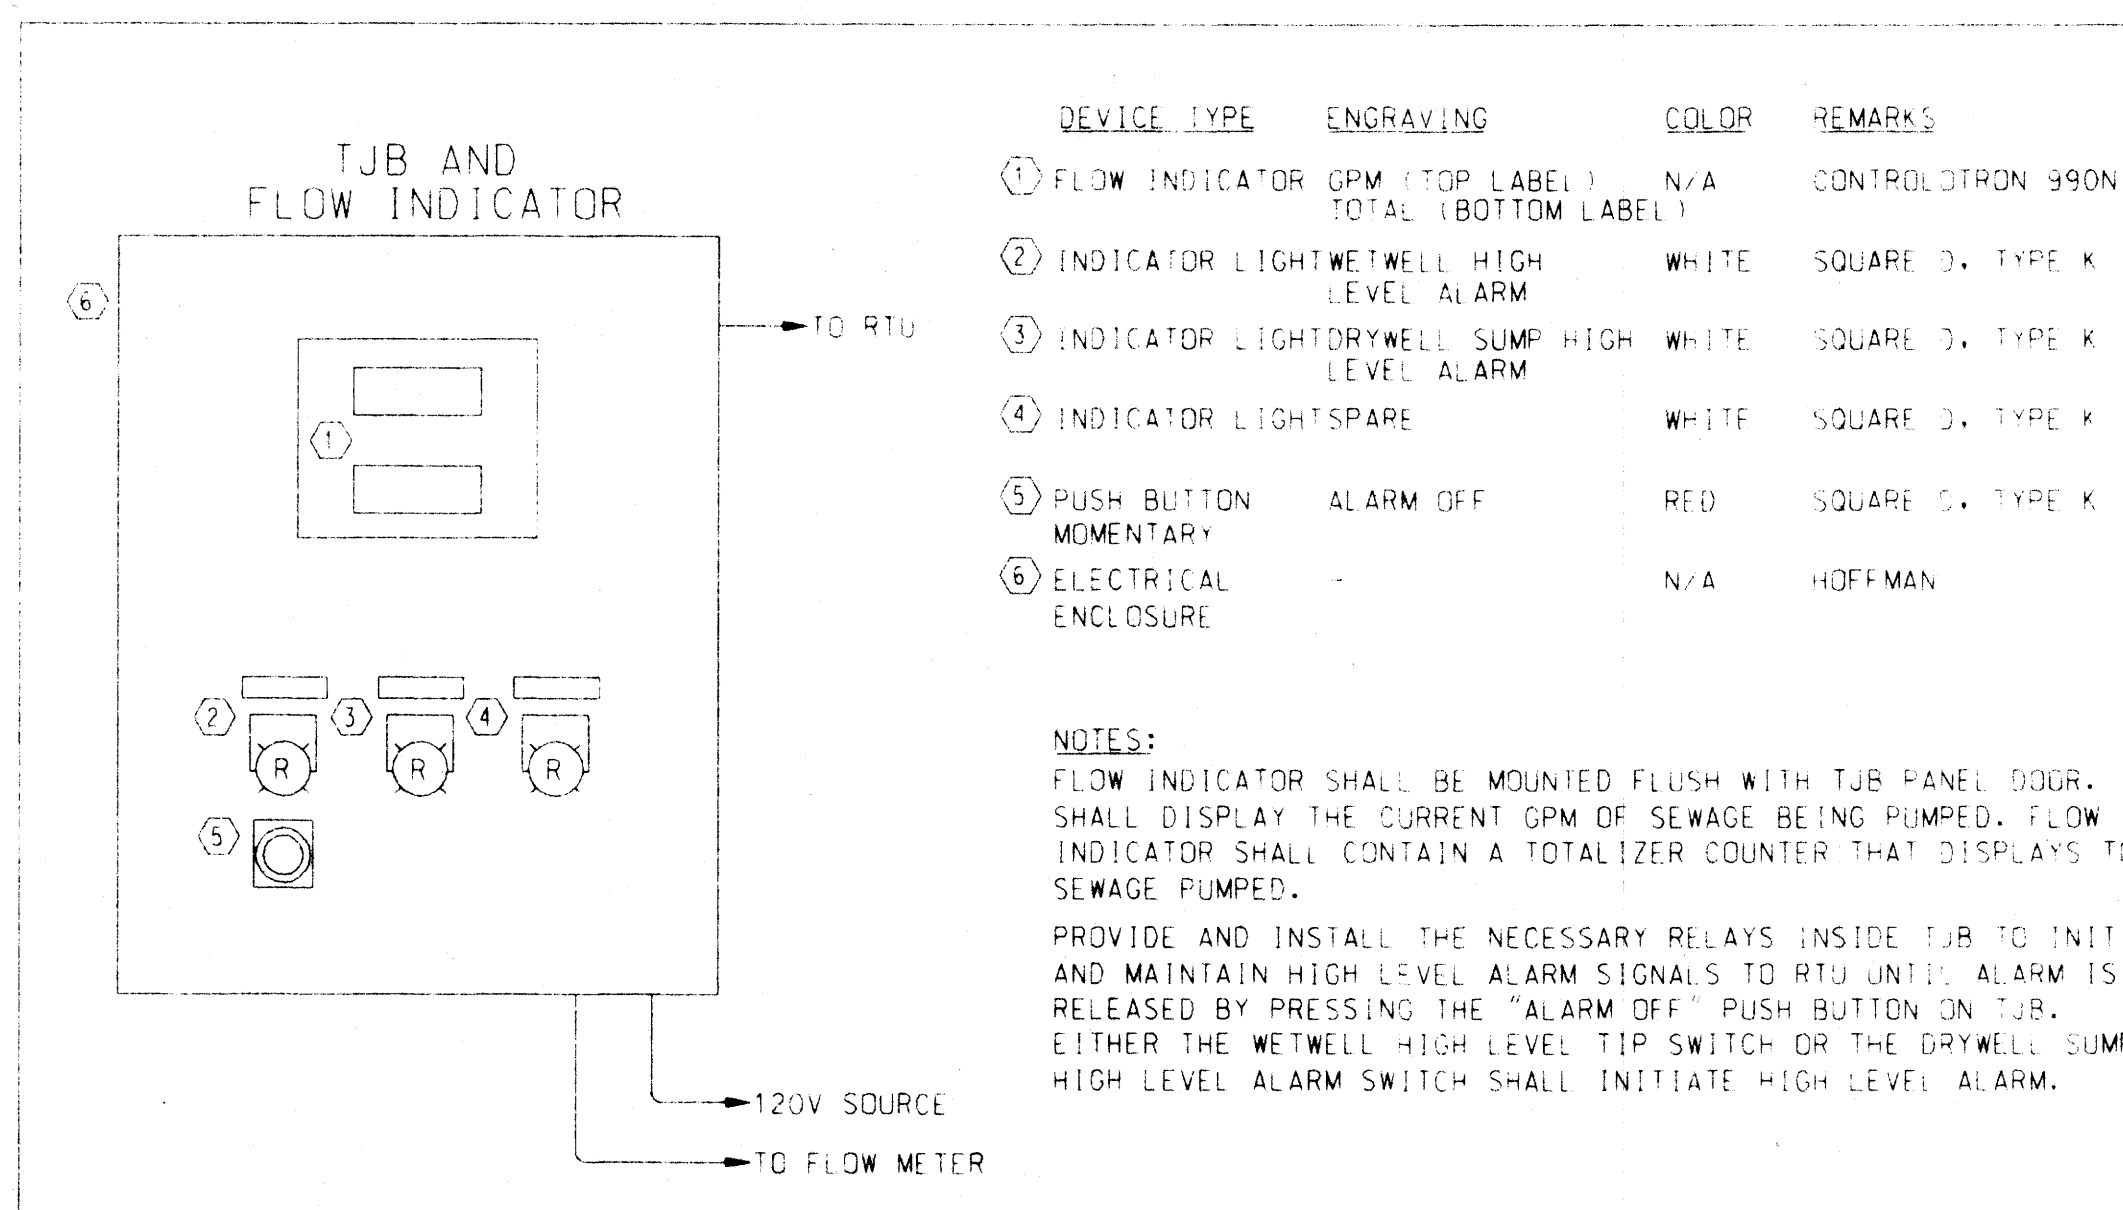 TJB AND
FLOW INDICATOR
6
TO RTU
1
2
3
4
R
R
R
5
120V SOURCE
TO FLOW METER
DEVICE TYPE ENGRAVING COLOR REMARKS
1 FLOW INDICATOR GPM (TOP LABEL) N/A CONTROLOTRON 990N
TOTAL (BOTTOM LABEL)
2 INDICATOR LIGHT WETWELL HIGH WHITE SQUARE D. TYPE K
LEVEL ALARM
3 INDICATOR LIGHT DRYWELL SUMP HIGH WHITE SQUARE D. TYPE K
LEVEL ALARM
4 INDICATOR LIGHT SPARE WHITE SQUARE D. TYPE K
5 PUSH BUTTON ALARM OFF RED SQUARE D. TYPE K
MOMENTARY
6 ELECTRICAL - N/A HOFFMAN
ENCLOSURE
NOTES:
FLOW INDICATOR SHALL BE MOUNTED FLUSH WITH TJB PANEL DOOR.
SHALL DISPLAY THE CURRENT GPM OF SEWAGE BEING PUMPED. FLOW
INDICATOR SHALL CONTAIN A TOTALIZER COUNTER THAT DISPLAYS
SEWAGE PUMPED.
PROVIDE AND INSTALL THE NECESSARY RELAYS INSIDE TJB TO INIT
AND MAINTAIN HIGH LEVEL ALARM SIGNALS TO RTU UNTIL ALARM IS
RELEASED BY PRESSING THE "ALARM OFF" PUSH BUTTON ON TJB.
EITHER THE WETWELL HIGH LEVEL TIP SWITCH OR THE DRYWELL SUMP
HIGH LEVEL ALARM SWITCH SHALL INITIATE HIGH LEVEL ALARM.